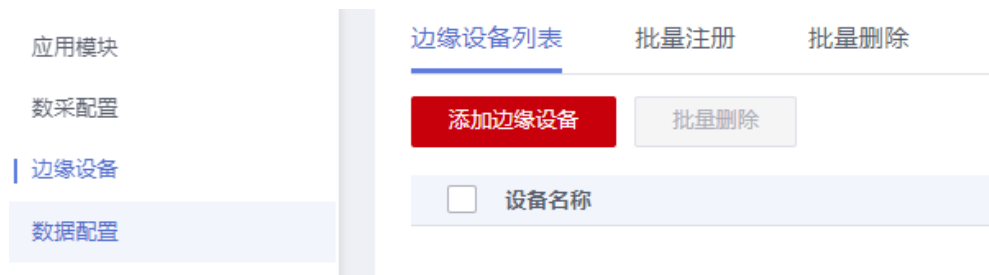 应用模块
数采配置
边缘设备
数据配置
边缘设备列表 批量注册 批量删除
添加边缘设备 批量删除
设备名称